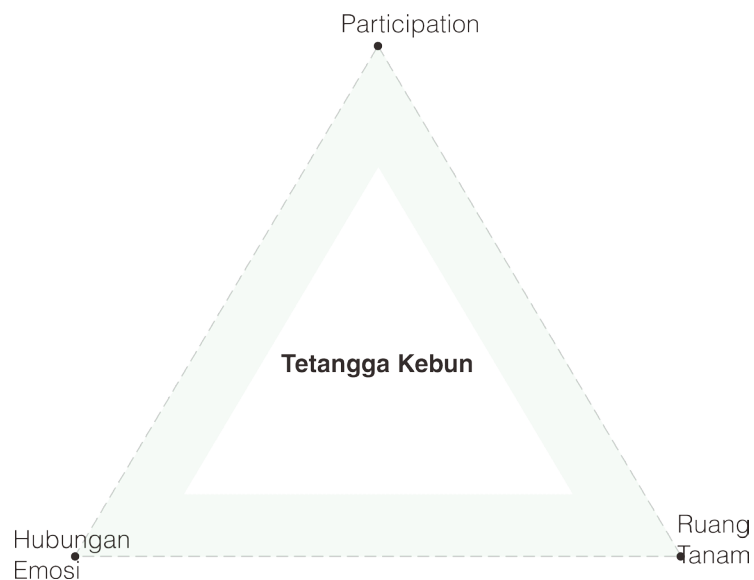 Participation
Tetangga Kebun
Hubungan
Emosi
Ruang
Tanam